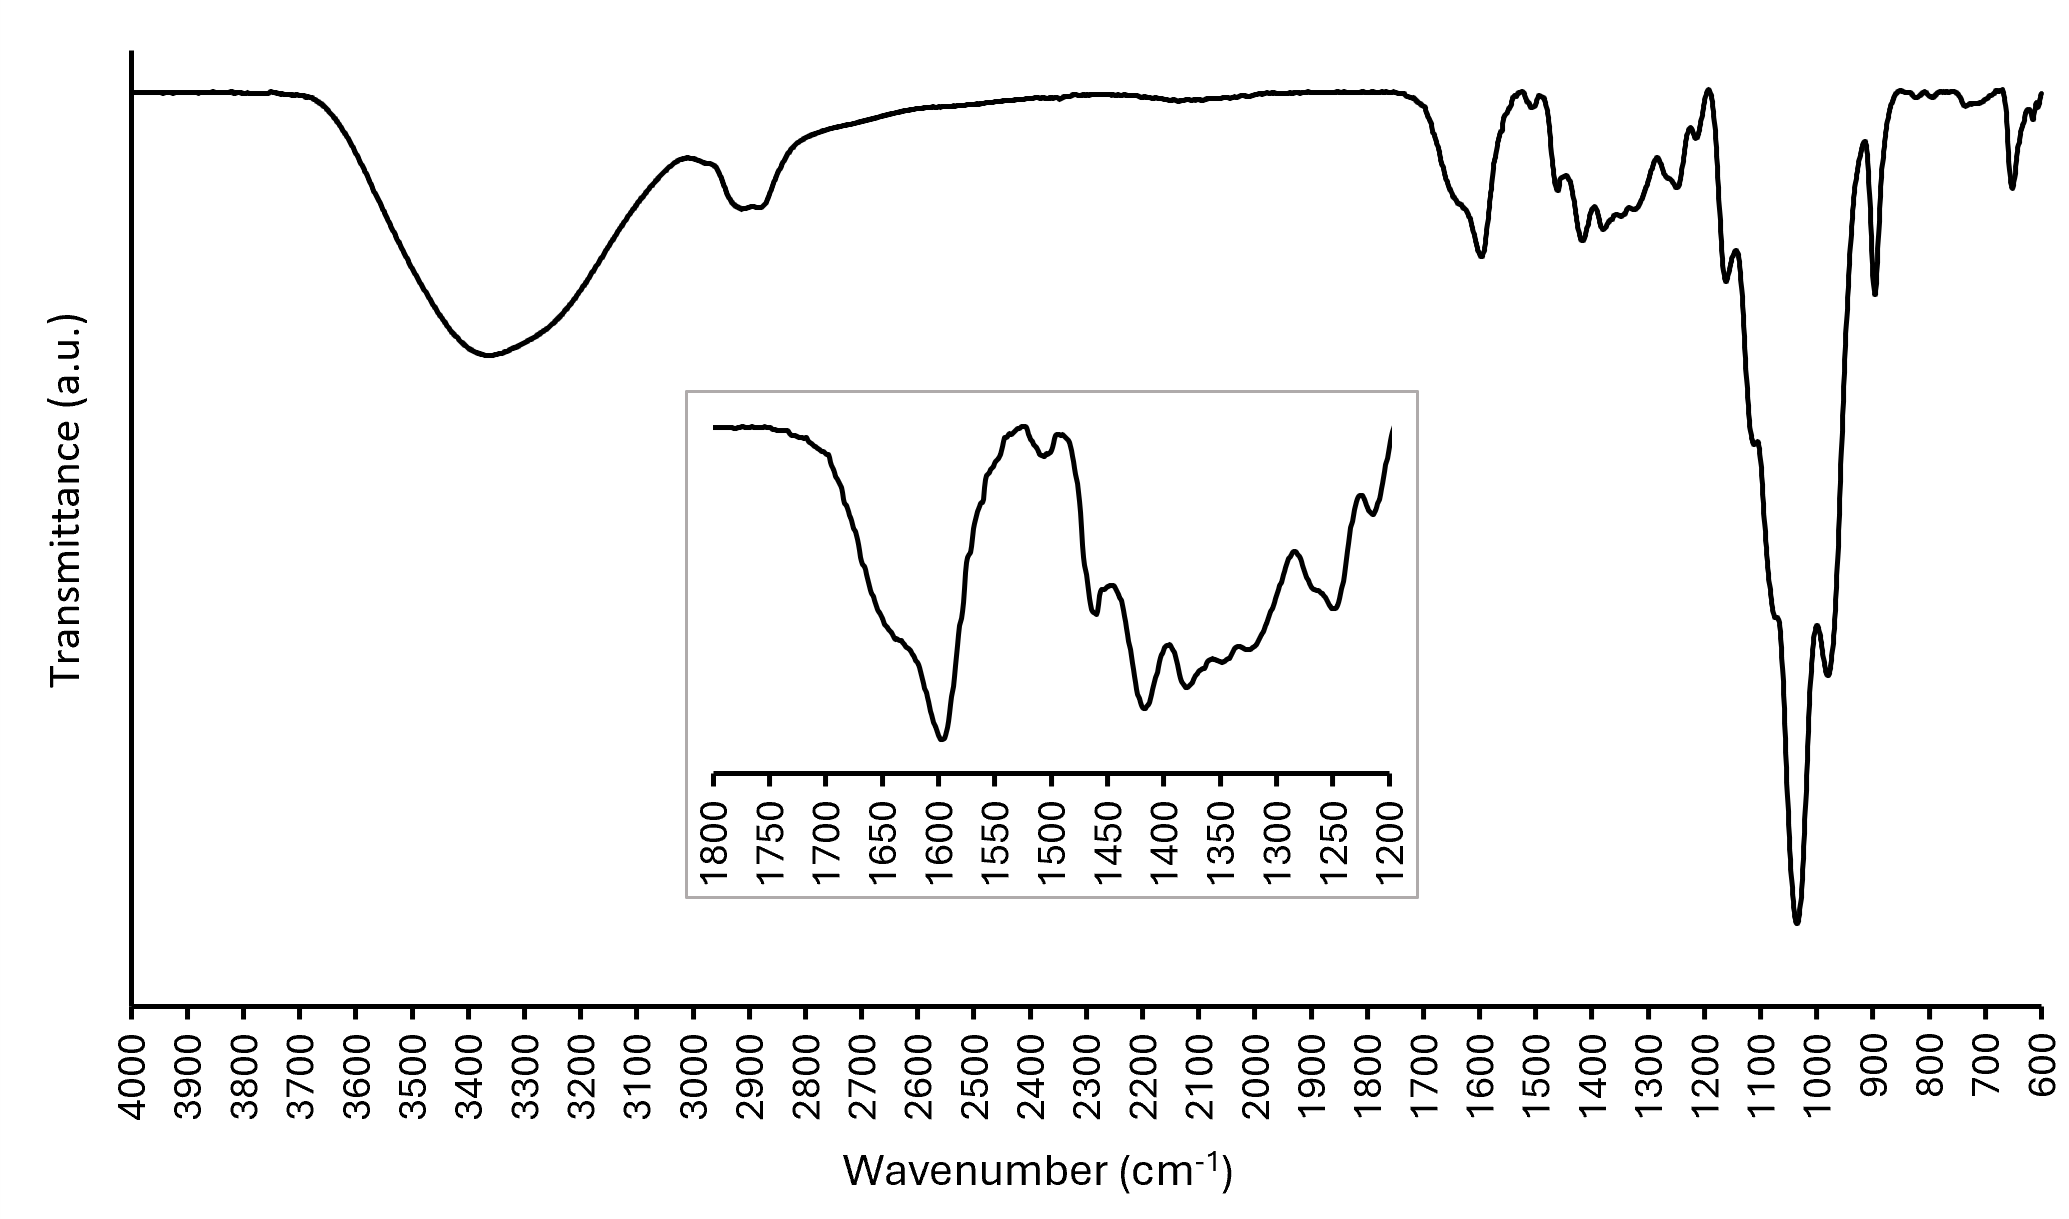 Transmittance (a.u.)
1800 1750 1700 1650 1600 1550 1500 1450 1400 1350 1300 1250 1200
4000 3900 3800 3700 3600 3500 3400 3300 3200 3100 3000 2900 2800 2700 2600 2500 2400 2300 2200 2100 2000 1900 1800 1700 1600 1500 1400 1300 1200 1100 1000 900 800 700 600
Wavenumber (cm⁻¹)